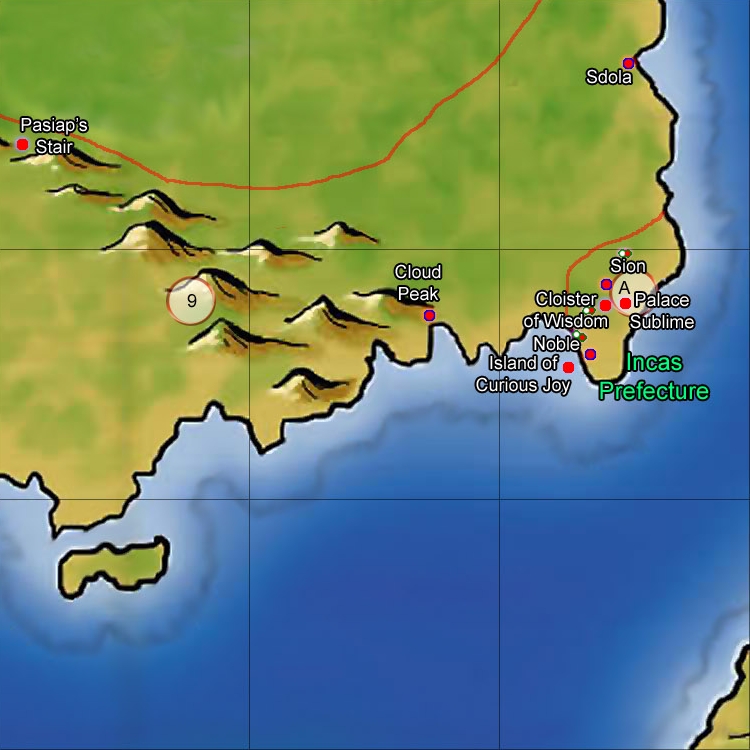 Sdola
Pasiap's
Stair
Sion
Cloud
Peak
9
A
Cloister
of Wisdom
Palace
Sublime
Noble
Island of
Curious Joy
Incas
Prefecture